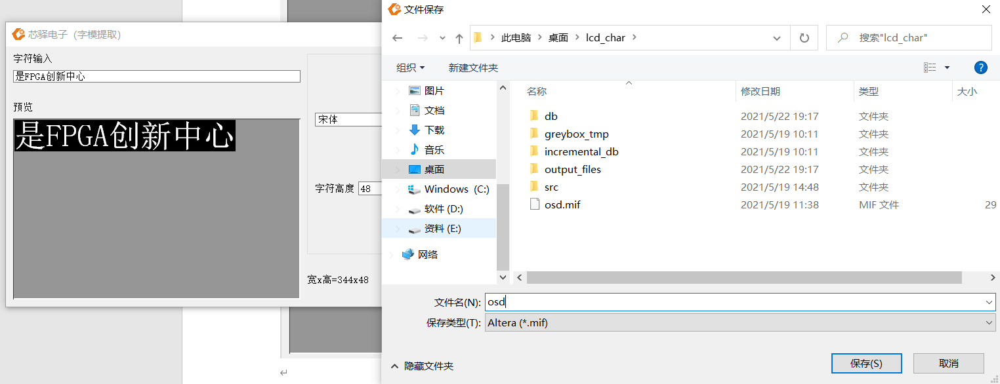 芯驿电子（字模提取）
字符输入
是FPGA创新中心
预览
是FPGA创新中心
宋体
字符高度 48
宽x高=344x48
文件保存
此电脑 > 桌面 > lcd_char >
搜索"lcd_char"
组织 新建文件夹
图片
文档
下载
音乐
桌面
Windows (C:)
软件 (D:)
资料 (E:)
网络
名称 修改日期 类型 大小
db 2021/5/22 19:17 文件夹
greybox_tmp 2021/5/19 10:11 文件夹
incremental_db 2021/5/19 10:11 文件夹
output_files 2021/5/22 19:17 文件夹
src 2021/5/19 14:48 文件夹
osd.mif 2021/5/19 11:38 MIF 文件 29
文件名(N): osd
保存类型(T): Altera (*.mif)
隐藏文件夹
保存(S) 取消